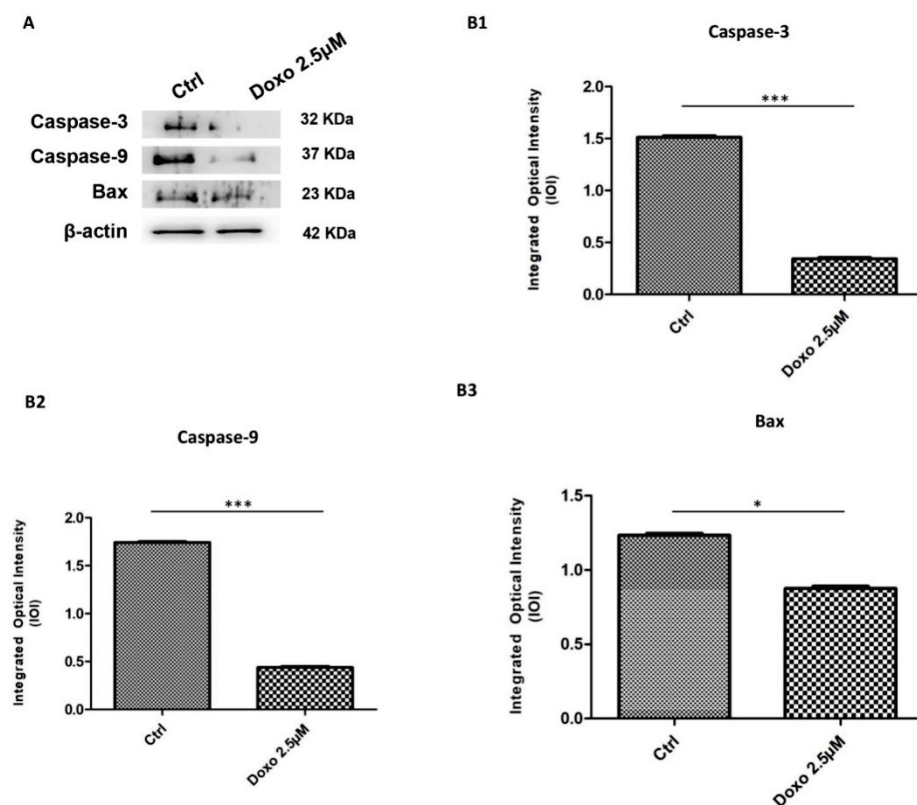 A
Ctrl
Doxo 2.5µM
Caspase-3
32 KDa
Caspase-9
37 KDa
Bax
23 KDa
β-actin
42 KDa
B1
Caspase-3
***
Integrated Optical Intensity
(IOI)
2.0
1.5
1.0
0.5
0.0
Ctrl
Doxo 2.5µM
B2
Caspase-9
***
Integrated Optical Intensity
(IOI)
2.0
1.5
1.0
0.5
0.0
Ctrl
Doxo 2.5µM
B3
Bax
*
Integrated Optical Intensity
(IOI)
1.5
1.0
0.5
0.0
Ctrl
Doxo 2.5µM